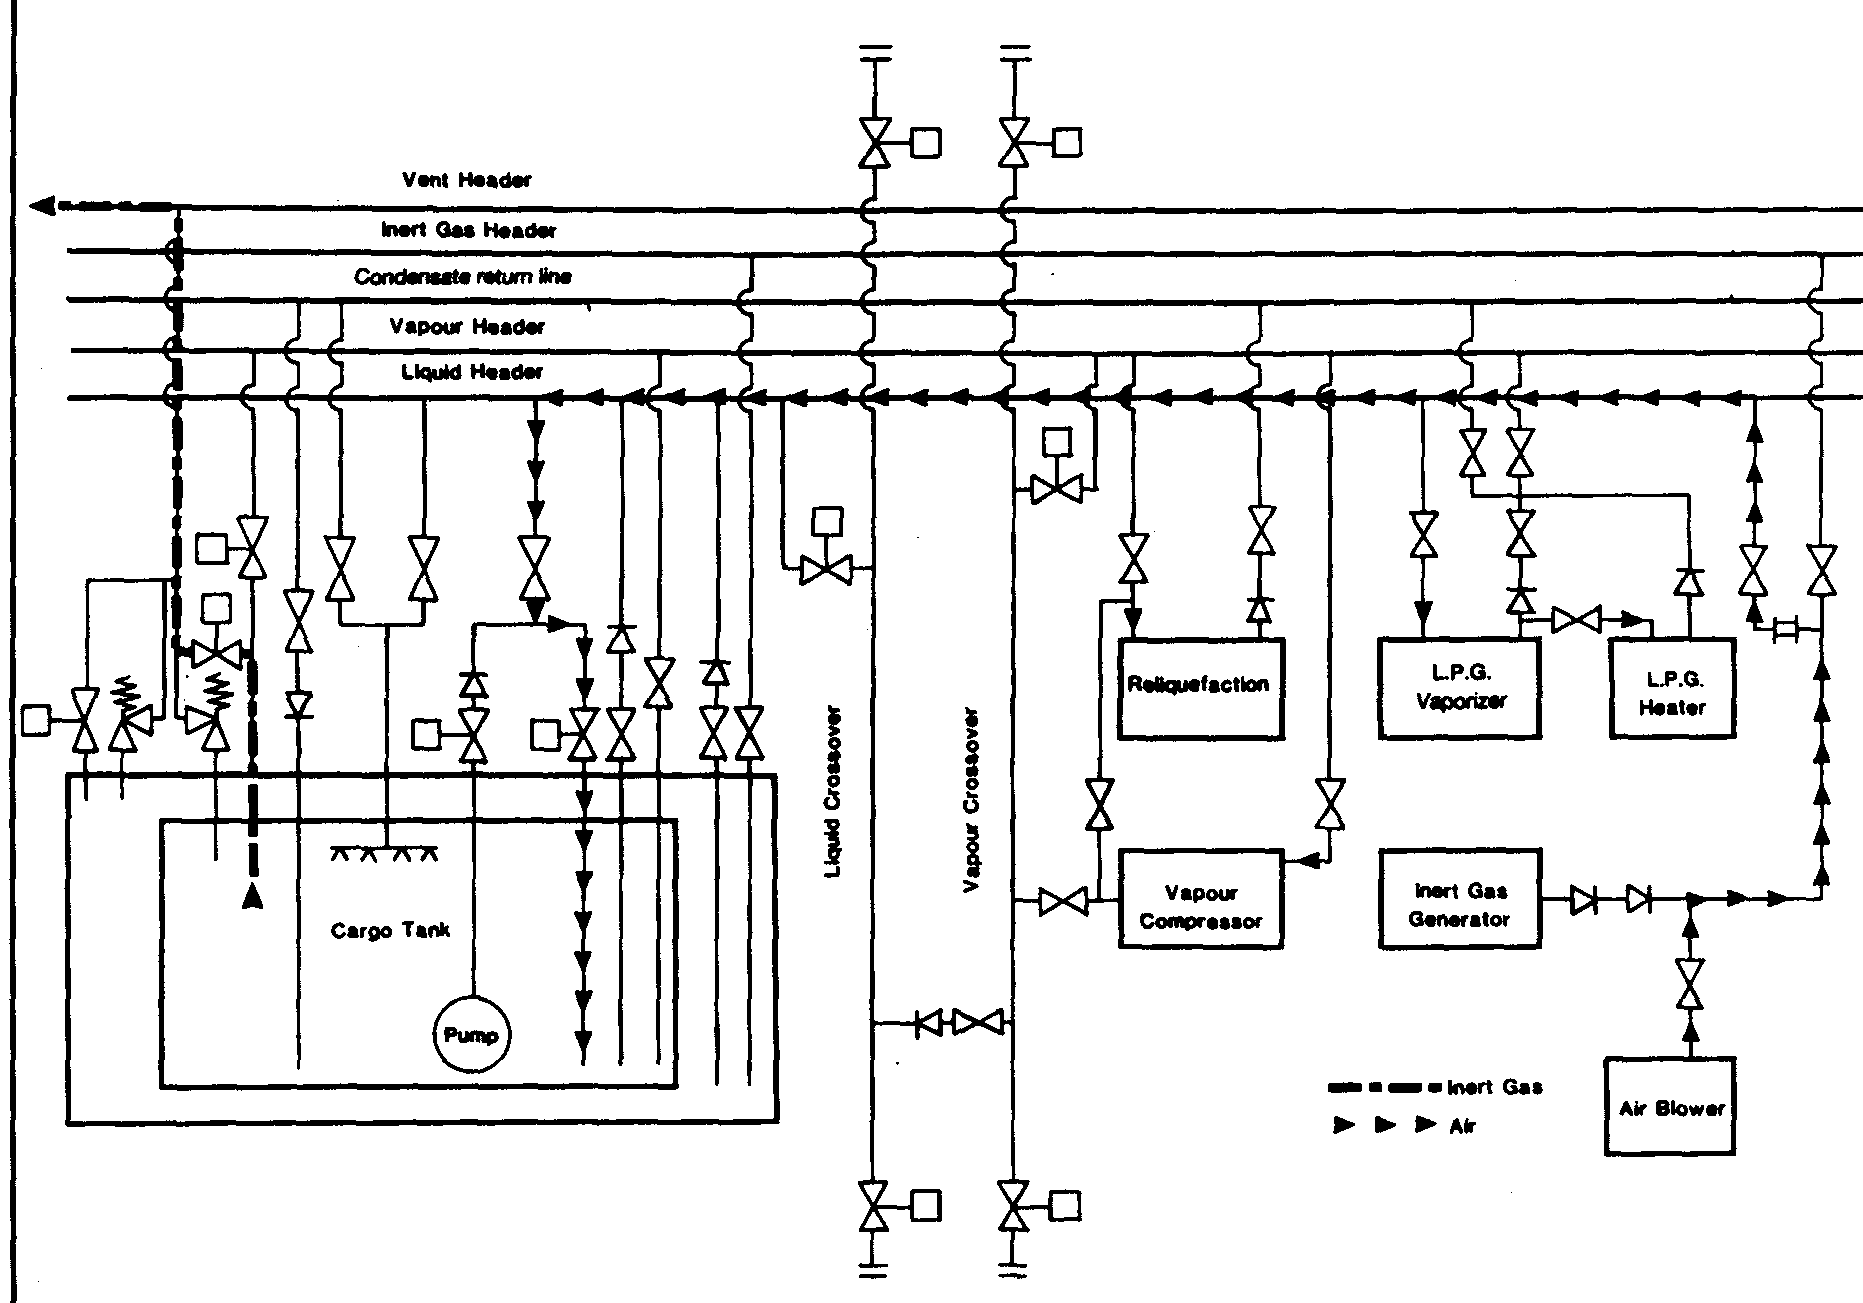 Vent Header
Inert Gas Header
Condensate return line
Vapour Header
Liquid Header
Reliquefaction
L.P.G.
Vaporizer
L.P.G.
Heater
Liquid Crossover
Vapour Crossover
Vapour
Compressor
Inert Gas
Generator
Cargo Tank
Pump
Inert Gas
Air
Air Blower